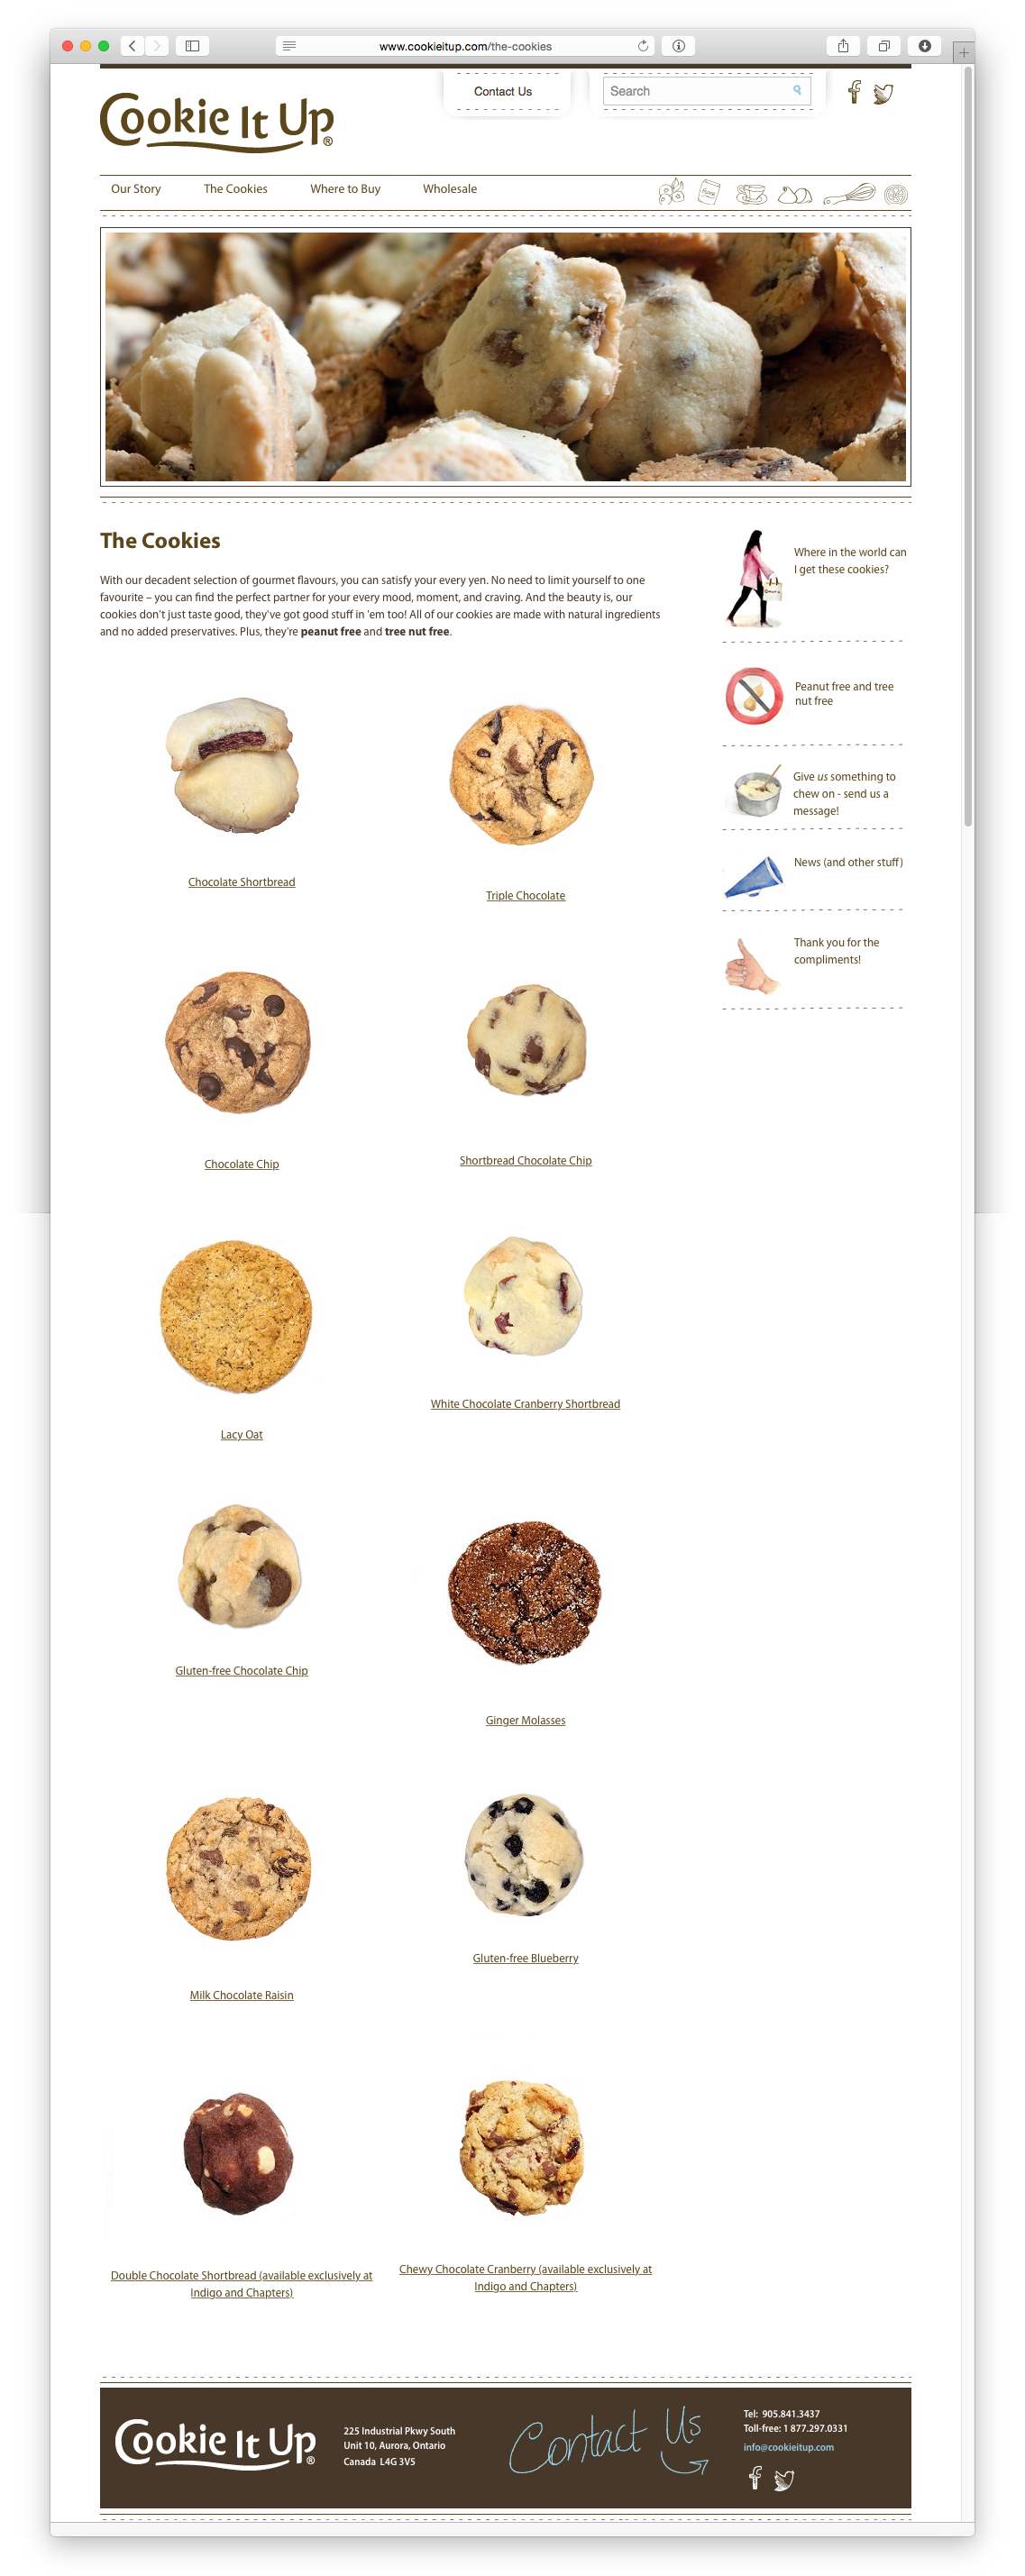 www.cookieitup.com/the-cookies
Contact Us
Search
Cookie It Up®
Our Story The Cookies Where to Buy Wholesale
The Cookies
With our decadent selection of gourmet flavours, you can satisfy your every yen. No need to limit yourself to one
favourite – you can find the perfect partner for your every mood, moment, and craving. And the beauty is, our
cookies don't just taste good, they've got good stuff in 'em too! All of our cookies are made with natural ingredients
and no added preservatives. Plus, they're peanut free and tree nut free.
Where in the world can
I get these cookies?
Peanut free and tree
nut free
Give us something to
chew on - send us a
message!
News (and other stuff)
Thank you for the
compliments!
Chocolate Shortbread
Triple Chocolate
Chocolate Chip
Shortbread Chocolate Chip
Lacy Oat
White Chocolate Cranberry Shortbread
Gluten-free Chocolate Chip
Ginger Molasses
Milk Chocolate Raisin
Gluten-free Blueberry
Double Chocolate Shortbread (available exclusively at
Indigo and Chapters)
Chewy Chocolate Cranberry (available exclusively at
Indigo and Chapters)
Cookie It Up®
225 Industrial Pkwy South
Unit 10, Aurora, Ontario
Canada L4G 3V5
Contact Us
Tel: 905.841.3437
Toll-free: 1 877.297.0331
info@cookieitup.com